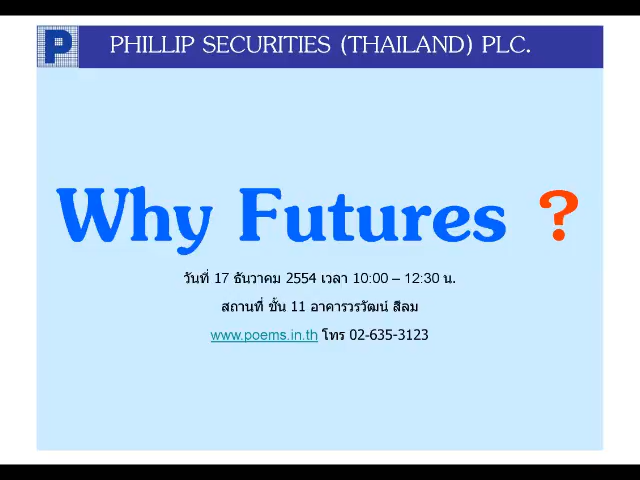 P
PHILLIP SECURITIES (THAILAND) PLC.
Why Futures ?
วันที่ 17 ธันวาคม 2554 เวลา 10:00 – 12:30 น.
สถานที่ ชั้น 11 อาคารวรวัฒน์ สีลม
www.poems.in.th โทร 02-635-3123